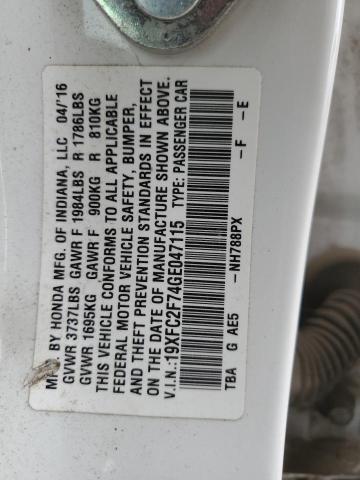 MFG. BY HONDA MFG. OF INDIANA, LLC 04/'16
GVWR 3737LBS GAWR F 1984LBS R 1786LBS
GVWR 1695KG GAWR F 900KG R 810KG
THIS VEHICLE CONFORMS TO ALL APPLICABLE
FEDERAL MOTOR VEHICLE SAFETY, BUMPER,
AND THEFT PREVENTION STANDARDS IN EFFECT
ON THE DATE OF MANUFACTURE SHOWN ABOVE.
V.I.N.:19XFC2F74GE047115 TYPE: PASSENGER CAR
TBA G AE5 - NH788PX - F - E